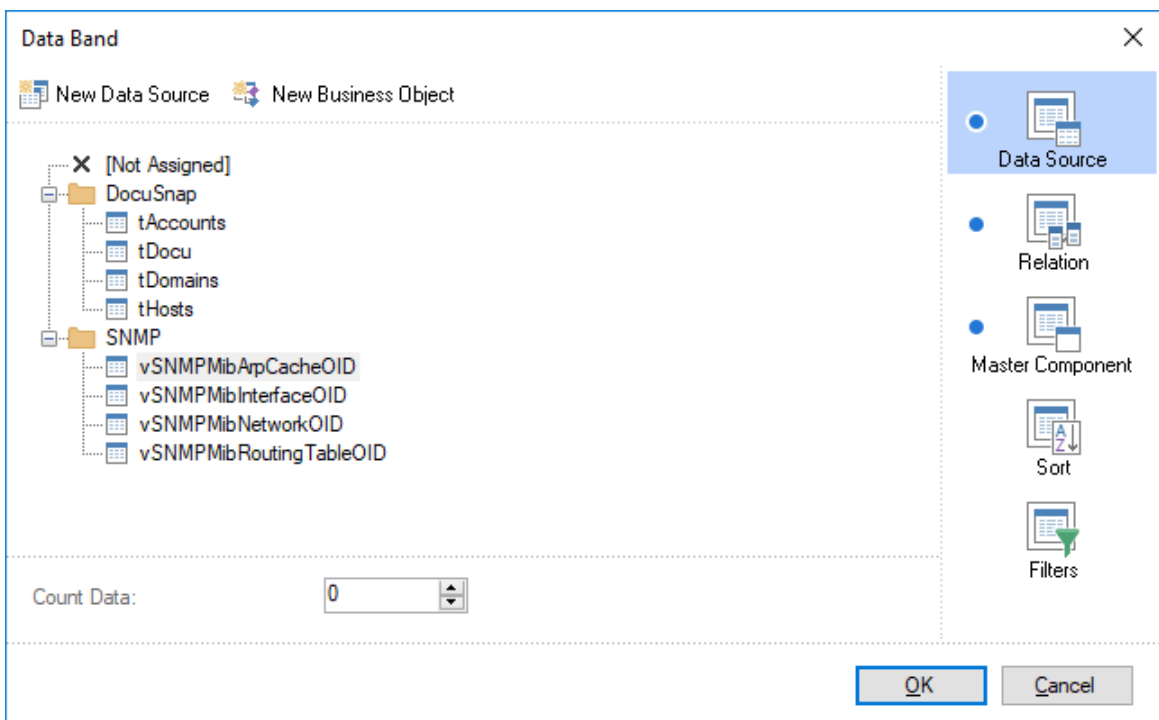 Data Band
New Data Source New Business Object
[Not Assigned]
DocuSnap
tAccounts
tDocu
tDomains
tHosts
SNMP
vSNMPMibArpCacheOID
vSNMPMibInterfaceOID
vSNMPMibNetworkOID
vSNMPMibRoutingTableOID
Count Data: 0
Data Source
Relation
Master Component
A
Z
Sort
Filters
OK Cancel